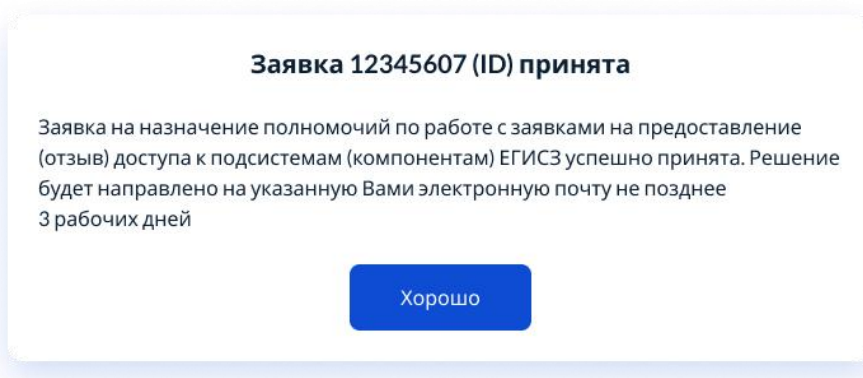 Заявка 12345607 (ID) принята
Заявка на назначение полномочий по работе с заявками на предоставление
(отзыв) доступа к подсистемам (компонентам) ЕГИСЗ успешно принята. Решение
будет направлено на указанную Вами электронную почту не позднее
3 рабочих дней
Хорошо